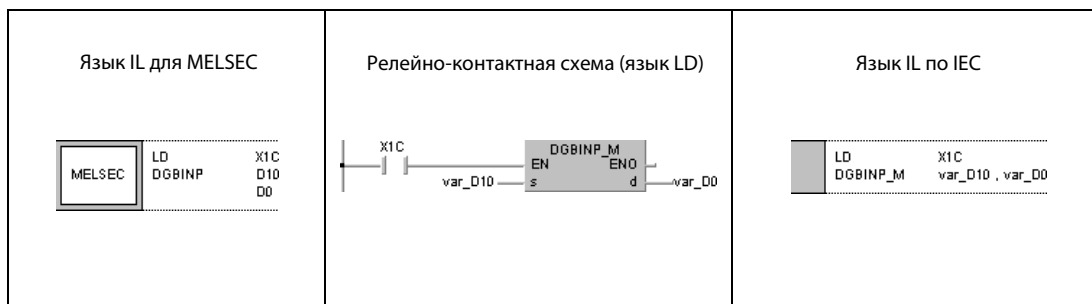 Язык IL для MELSEC
MELSEC
LD X1C
DGBINP D10
D0
Релейно-контактная схема (язык LD)
X1C
DGBINP_M
EN ENO
var_D10 s d var_D0
Язык IL по IEC
LD X1C
DGBINP_M var_D10 , var_D0